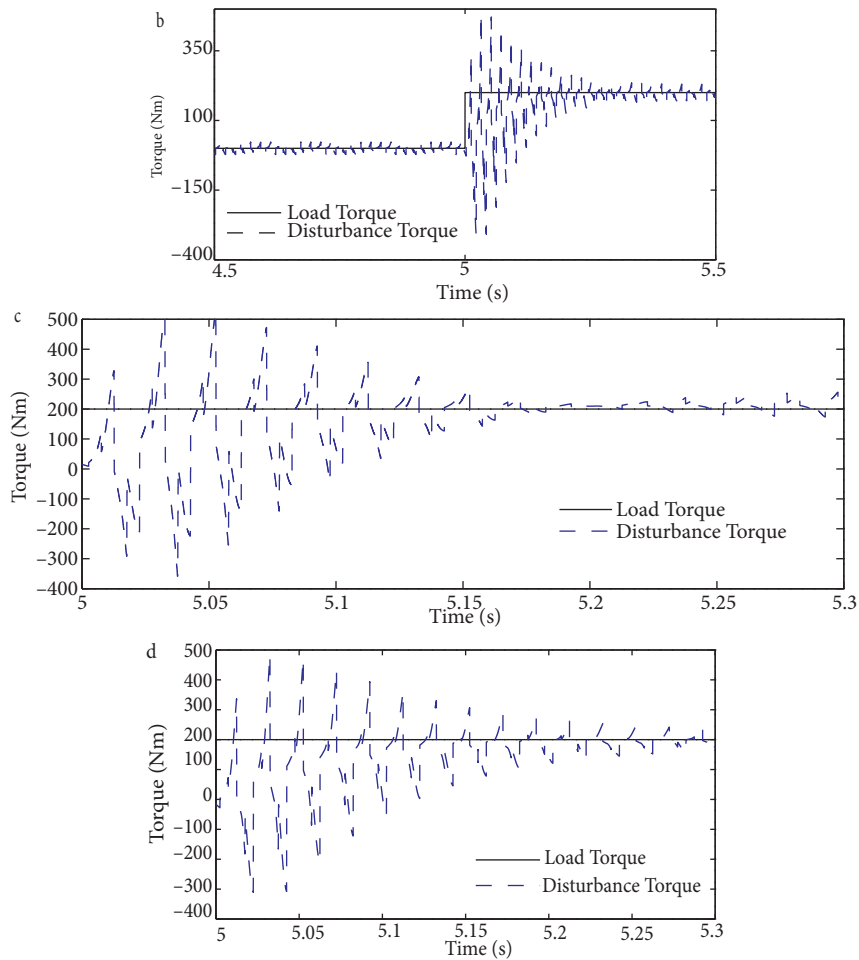 b
350
100
−150
−400
Torque (Nm)
Load Torque
Disturbance Torque
4.5 5 5.5
Time (s)
c
500
400
300
200
100
0
−100
−200
−300
−400
Torque (Nm)
Load Torque
Disturbance Torque
5 5.05 5.1 5.15 5.2 5.25 5.3
Time (s)
d
500
400
300
200
100
0
−100
−200
−300
−400
Torque (Nm)
Load Torque
Disturbance Torque
5 5.05 5.1 5.15 5.2 5.25 5.3
Time (s)